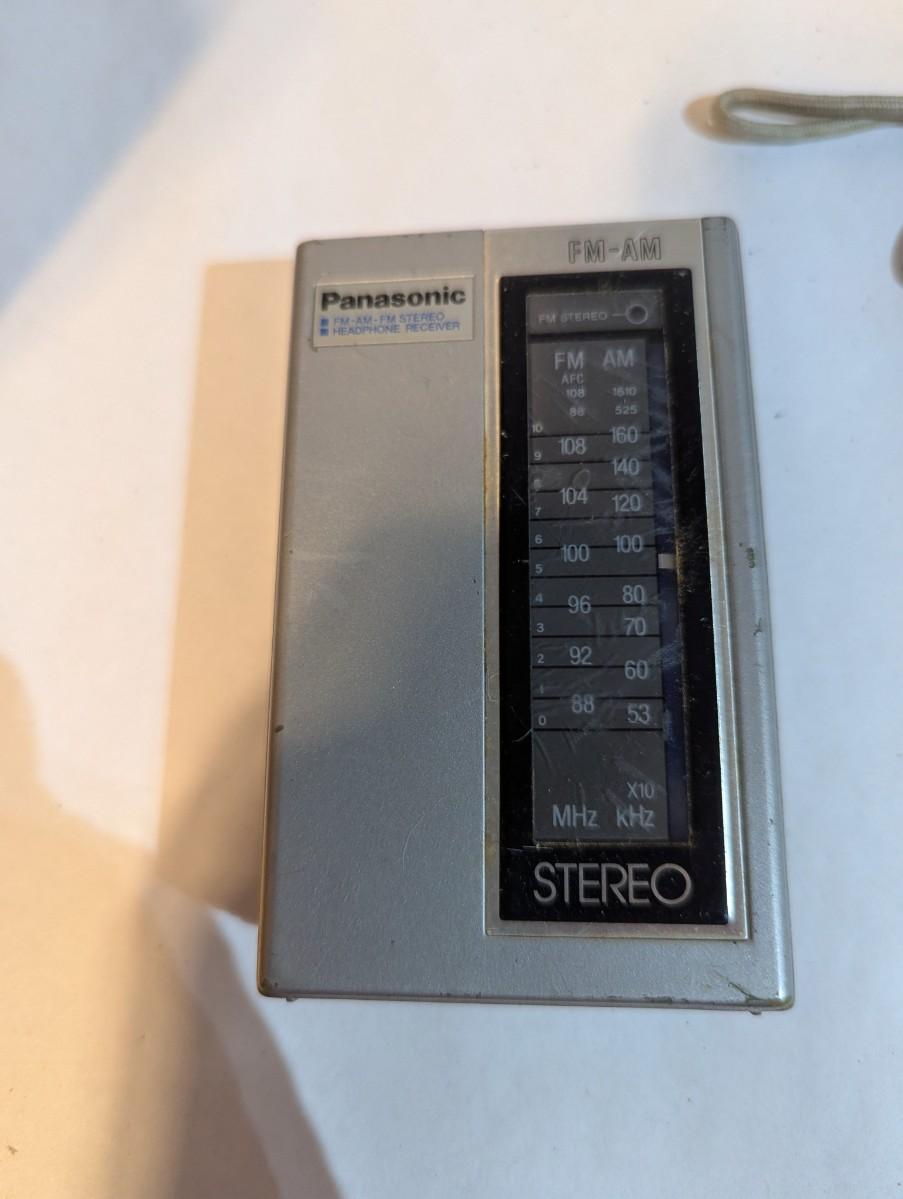 FM-AM
Panasonic
FM-AM-FM STEREO
HEADPHONE RECEIVER
FM STEREO
FM AM
AFC
108 1610
88 525
10 108 160
9 140
8 104 120
7
6 100 100
5
4 96 80
3 70
2 92 60
1
0 88 53
X10
MHz kHz
STEREO